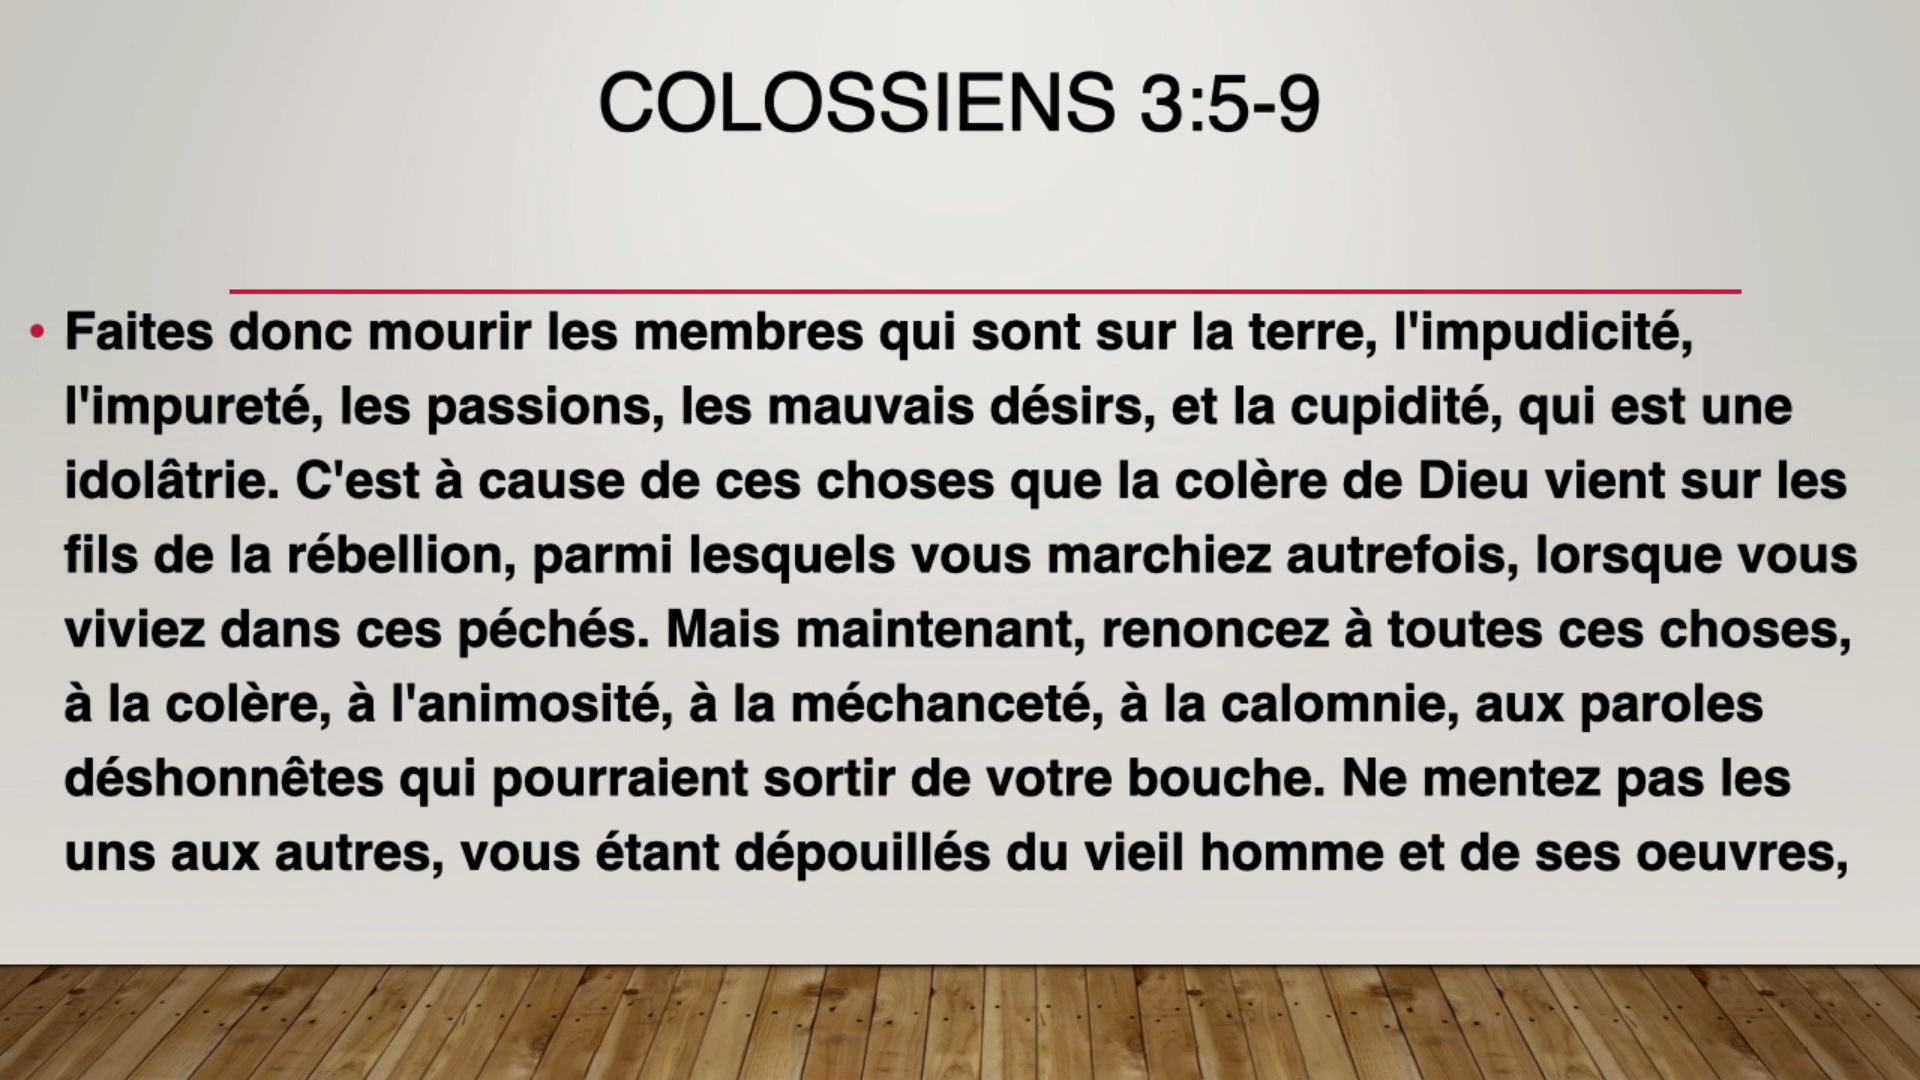 COLOSSIENS 3:5-9
• Faites donc mourir les membres qui sont sur la terre, l'impudicité,
l'impureté, les passions, les mauvais désirs, et la cupidité, qui est une
idolâtrie. C'est à cause de ces choses que la colère de Dieu vient sur les
fils de la rébellion, parmi lesquels vous marchiez autrefois, lorsque vous
viviez dans ces péchés. Mais maintenant, renoncez à toutes ces choses,
à la colère, à l'animosité, à la méchanceté, à la calomnie, aux paroles
déshonnêtes qui pourraient sortir de votre bouche. Ne mentez pas les
uns aux autres, vous étant dépouillés du vieil homme et de ses oeuvres,